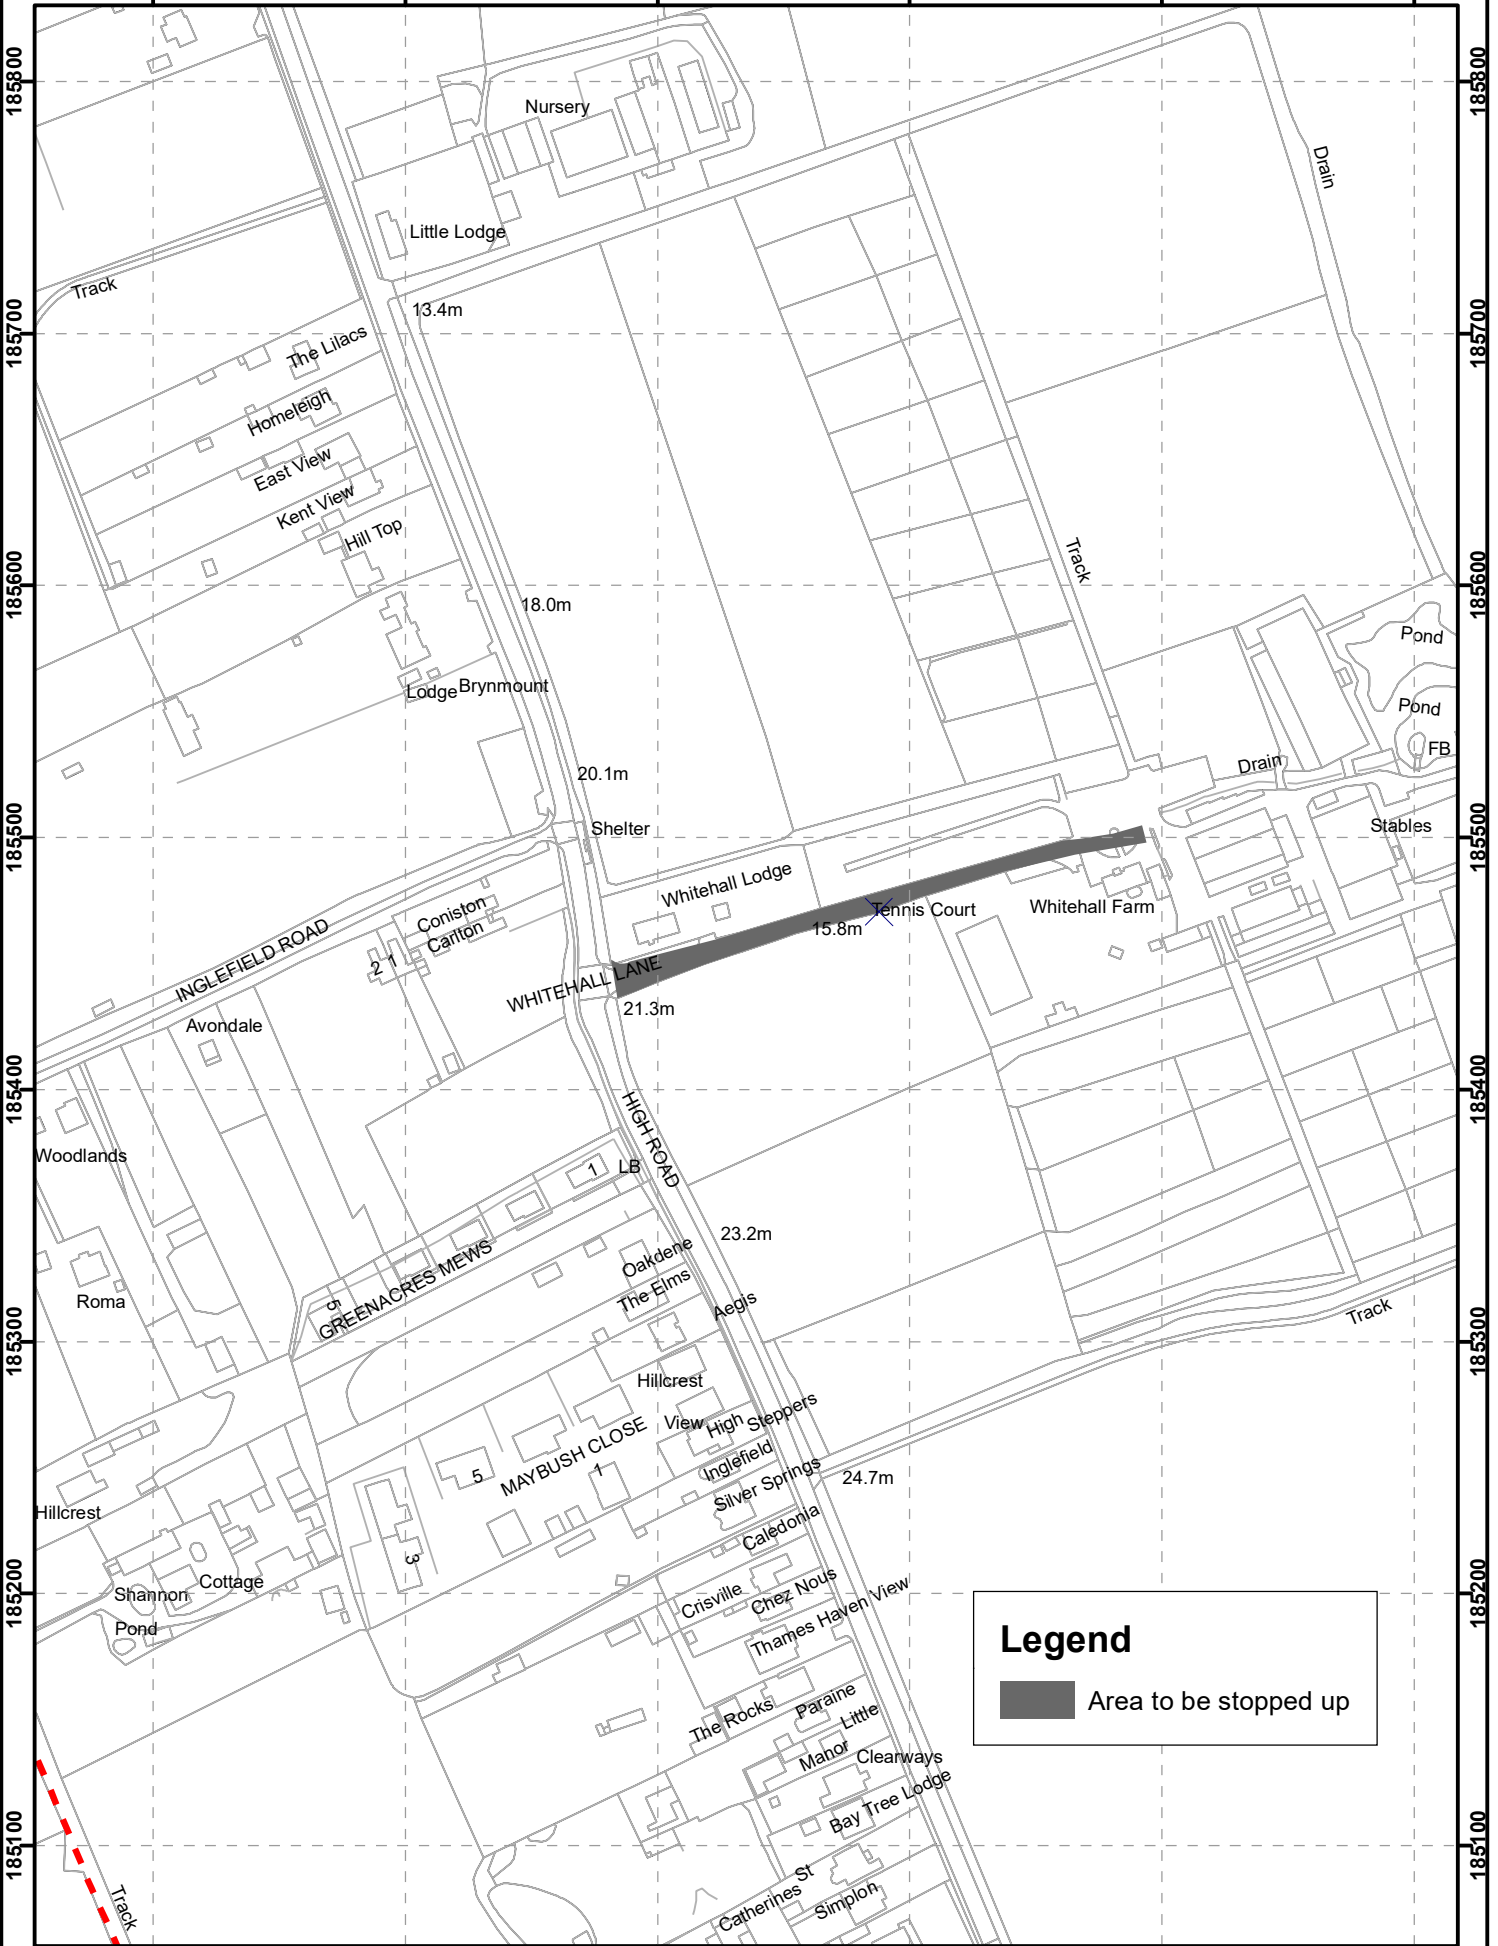 185800
185800
Nursery
Drain
Little Lodge
Track
13.4m
185700
185700
The Lilacs
Homeleigh
East View
Kent View
Hill Top
Track
185600
185600
18.0m
Pond
Lodge
Brynmount
Pond
FB
Drain
20.1m
Shelter
185500
185500
Stables
Whitehall Lodge
Coniston
Carlton
Tennis Court
Whitehall Farm
15.8m
2 1
INGLEFIELD ROAD
WHITEHALL LANE
21.3m
Avondale
185400
185400
HIGH ROAD
Woodlands
1
LB
23.2m
Oakdene
The Elms
Aegis
GREENACRES MEWS
5
Roma
185300
185300
Track
Hillcrest
View
High
Steppers
MAYBUSH CLOSE
5
1
Inglefield
Silver Springs
24.7m
Hillcrest
Caledonia
3
185200
185200
Shannon
Cottage
Pond
Crisville
Chez Nous
Thames Haven View
Legend
Area to be stopped up
The Rocks
Paraine
Little
Manor
Clearways
Bay Tree Lodge
185100
185100
Track
St
Catherines
Simplon